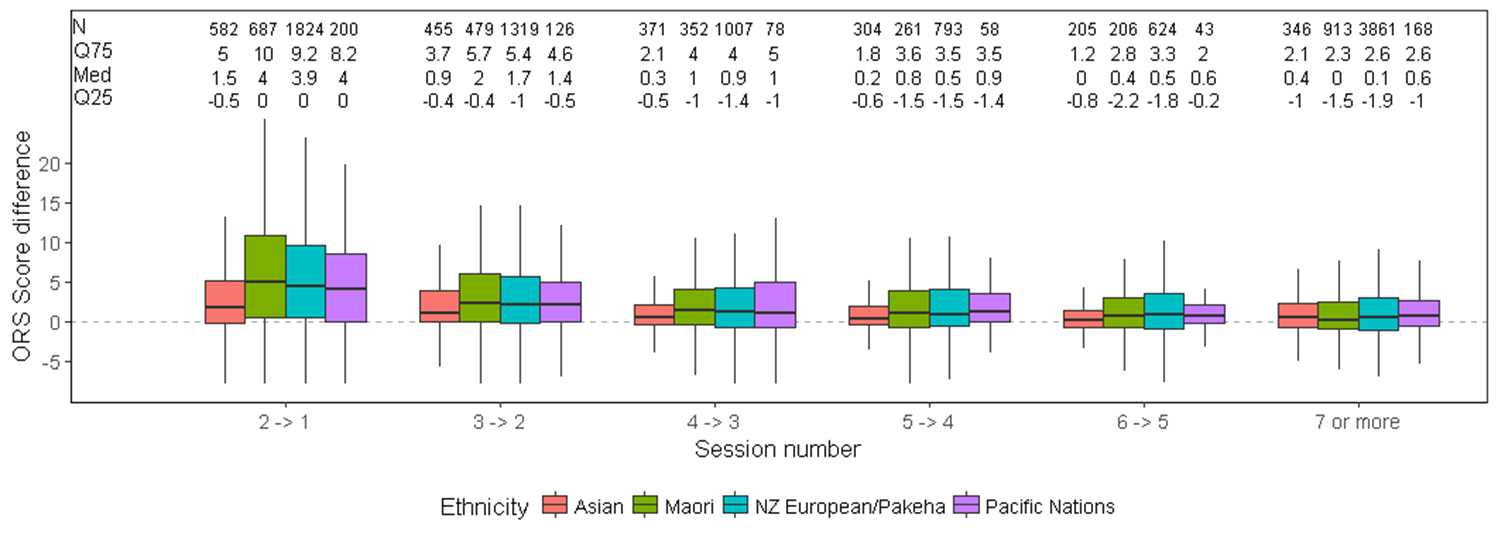 N 582 687 1824 200 455 479 1319 126 371 352 1007 78 304 261 793 58 205 206 624 43 346 913 3861 168
Q75 5 10 9.2 8.2 3.7 5.7 5.4 4.6 2.1 4 4 5 1.8 3.6 3.5 3.5 1.2 2.8 3.3 2 2.1 2.3 2.6 2.6
Med 1.5 4 3.9 4 0.9 2 1.7 1.4 0.3 1 0.9 1 0.2 0.8 0.5 0.9 0 0.4 0.5 0.6 0.4 0 0.1 0.6
Q25 -0.5 0 0 0 -0.4 -0.4 -1 -0.5 -0.5 -1 -1.4 -1 -0.6 -1.5 -1.5 -1.4 -0.8 -2.2 -1.8 -0.2 -1 -1.5 -1.9 -1
ORS Score difference
20
15
10
5
0
-5
2 -> 1 3 -> 2 4 -> 3 5 -> 4 6 -> 5 7 or more
Session number
Ethnicity Asian Maori NZ European/Pakeha Pacific Nations